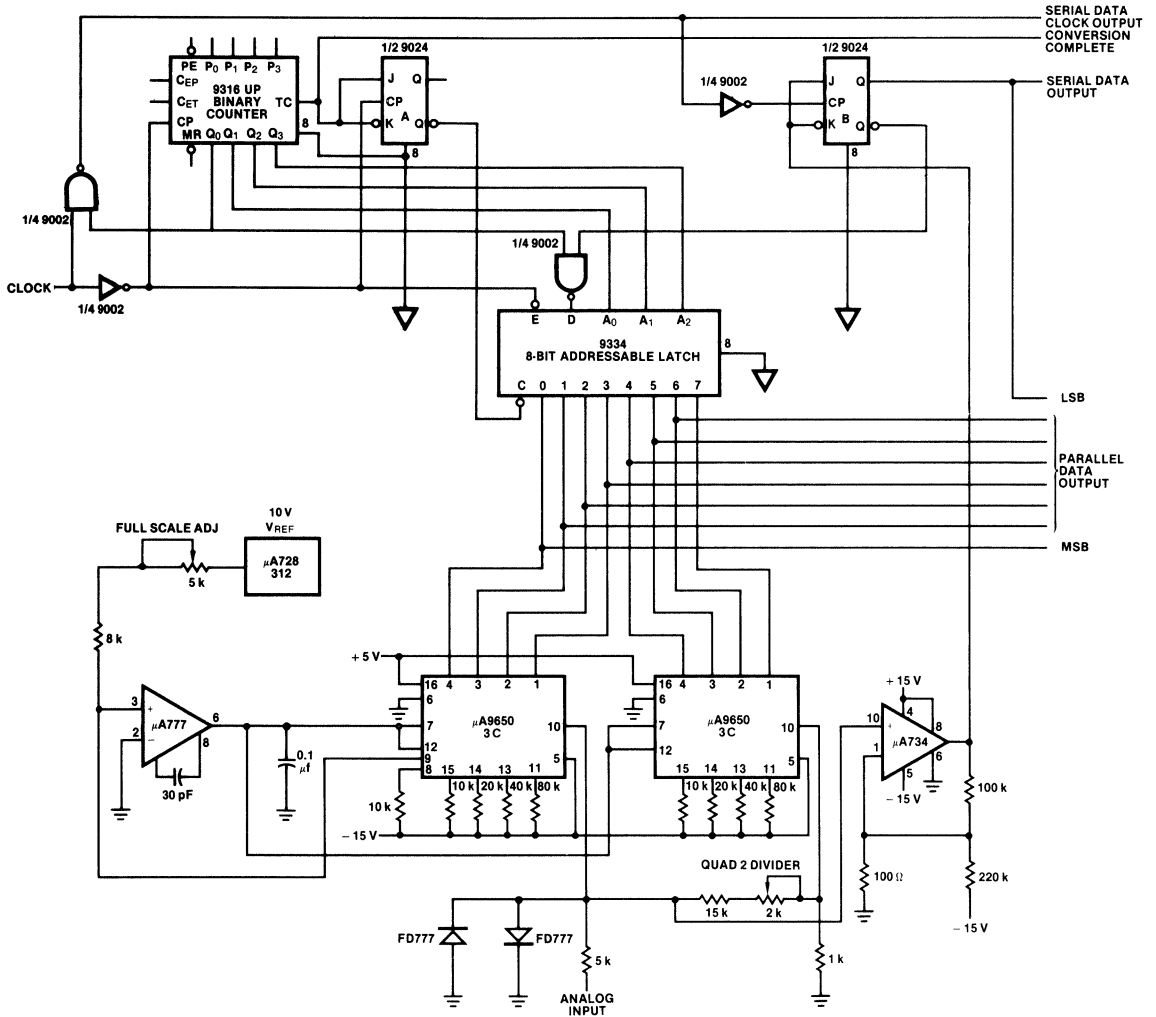 SERIAL DATA
CLOCK OUTPUT
CONVERSION
COMPLETE
1/2 9024
1/2 9024
PE P0 P1 P2 P3
CEP
9316 UP
BINARY
COUNTER
CET
TC
CP
8
MR Q0 Q1 Q2 Q3
J Q
CP
K A Q
8
1/4 9002
J Q
CP
K B Q
8
SERIAL DATA
OUTPUT
1/4 9002
1/4 9002
CLOCK
1/4 9002
E D A0 A1 A2
9334
8-BIT ADDRESSABLE LATCH
8
C 0 1 2 3 4 5 6 7
LSB
PARALLEL
DATA
OUTPUT
MSB
10 V
VREF
FULL SCALE ADJ
5 k
µA728
312
8 k
+ 5 V
3 +
µA777
6
2 −
8
30 pF
0.1
µf
16 4 3 2 1
6
µA9650
3C
7
10
12
9
5
8
15 14 13 11
10 k
10 k 20 k 40 k 80 k
− 15 V
16 4 3 2 1
6
µA9650
3C
7
10
12
5
15 14 13 11
10 k 20 k 40 k 80 k
+ 15 V
4
10 +
8
µA734
1 −
6
5
− 15 V
100 k
100 Ω
220 k
− 15 V
QUAD 2 DIVIDER
15 k
2 k
FD777
FD777
5 k
1 k
ANALOG
INPUT